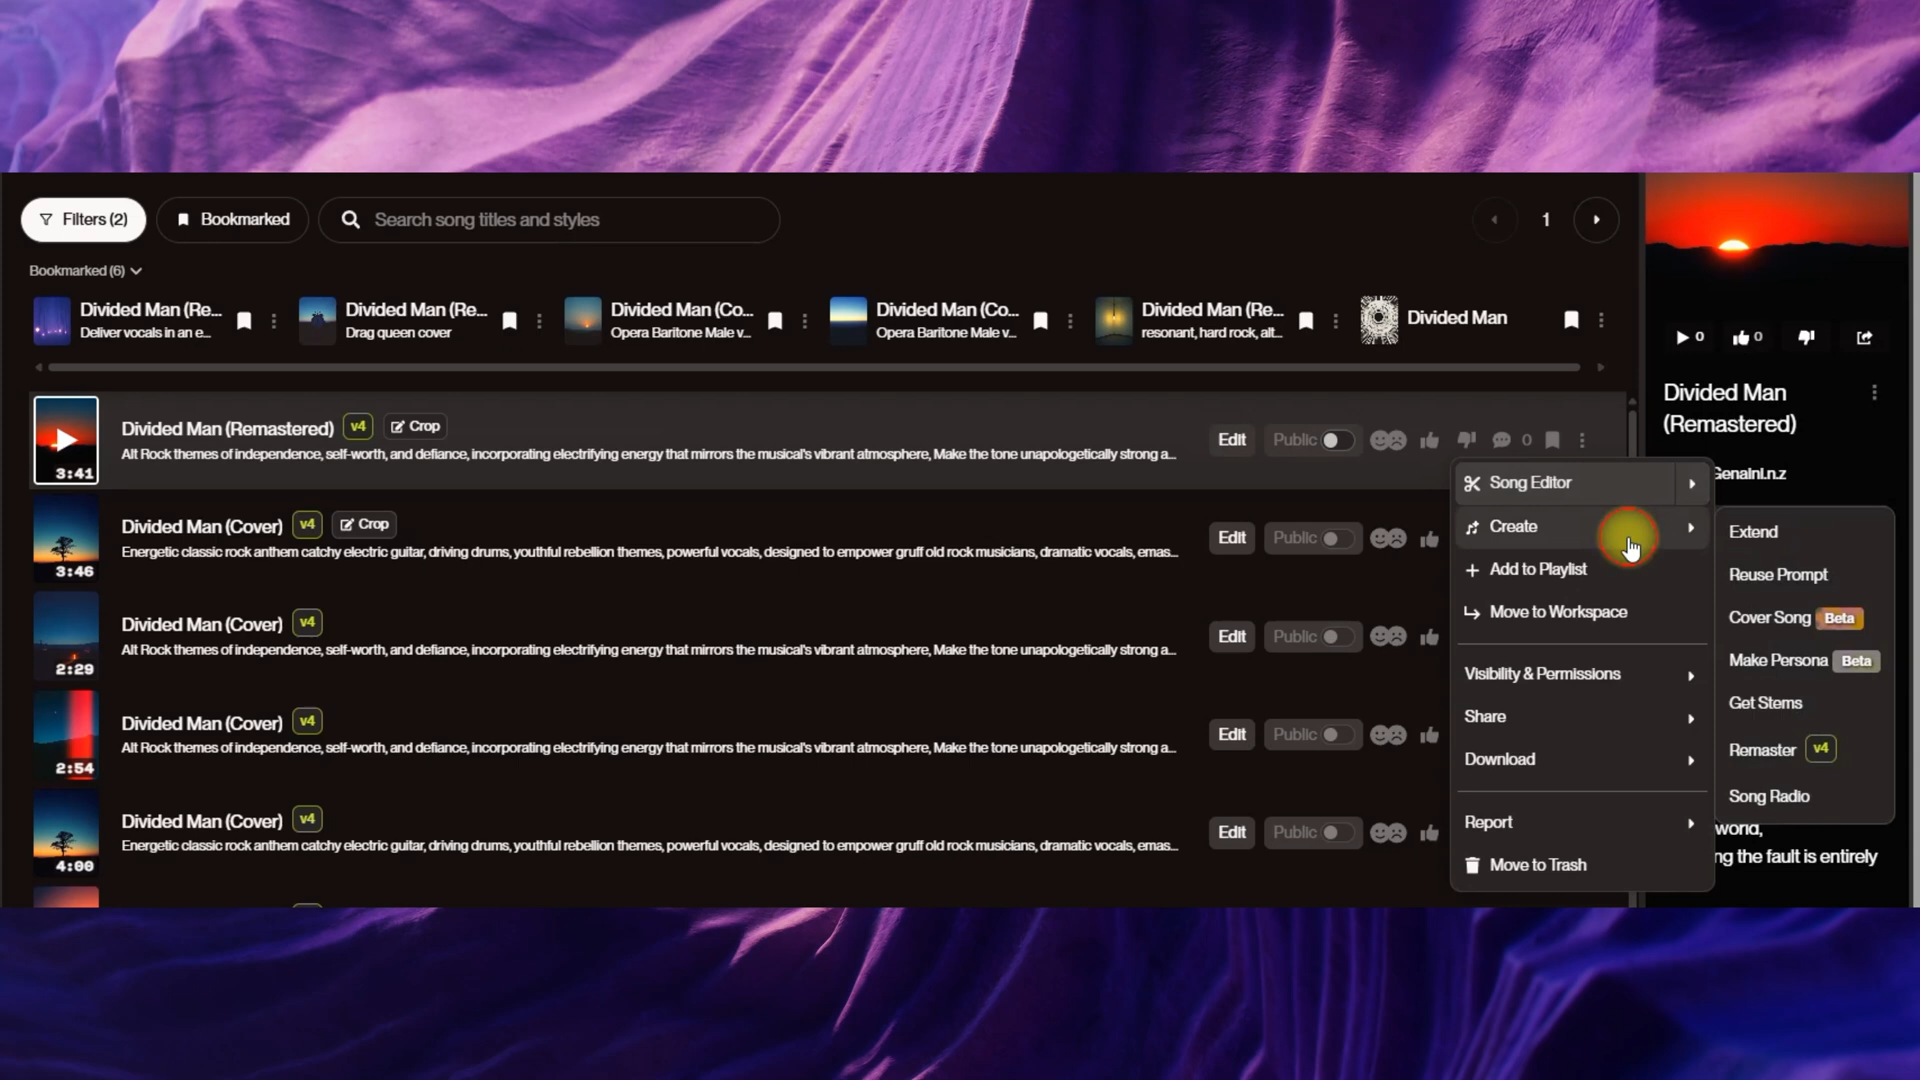 Filters (2)
Bookmarked
Search song titles and styles
1
Bookmarked (6)
Divided Man (Re...
Deliver vocals in an e...
Divided Man (Re...
Drag queen cover
Divided Man (Co...
Opera Baritone Male v...
Divided Man (Co...
Opera Baritone Male v...
Divided Man (Re...
resonant, hard rock, alt...
Divided Man
3:41
Divided Man (Remastered) v4 Crop
Alt Rock themes of independence, self-worth, and defiance, incorporating electrifying energy that mirrors the musical's vibrant atmosphere, Make the tone unapologetically strong a...
Edit Public 0
3:46
Divided Man (Cover) v4 Crop
Energetic classic rock anthem catchy electric guitar, driving drums, youthful rebellion themes, powerful vocals, designed to empower gruff old rock musicians, dramatic vocals, emas...
Edit Public
2:29
Divided Man (Cover) v4
Alt Rock themes of independence, self-worth, and defiance, incorporating electrifying energy that mirrors the musical's vibrant atmosphere, Make the tone unapologetically strong a...
Edit Public
2:54
Divided Man (Cover) v4
Alt Rock themes of independence, self-worth, and defiance, incorporating electrifying energy that mirrors the musical's vibrant atmosphere, Make the tone unapologetically strong a...
Edit Public
4:00
Divided Man (Cover) v4
Energetic classic rock anthem catchy electric guitar, driving drums, youthful rebellion themes, powerful vocals, designed to empower gruff old rock musicians, dramatic vocals, emas...
Edit Public
Song Editor
Create
Add to Playlist
Move to Workspace
Visibility & Permissions
Share
Download
Report
Move to Trash
Extend
Reuse Prompt
Cover Song Beta
Make Persona Beta
Get Stems
Remaster v4
Song Radio
0 0
Divided Man
(Remastered)
GenaiNl.n.z
world,
ng the fault is entirely